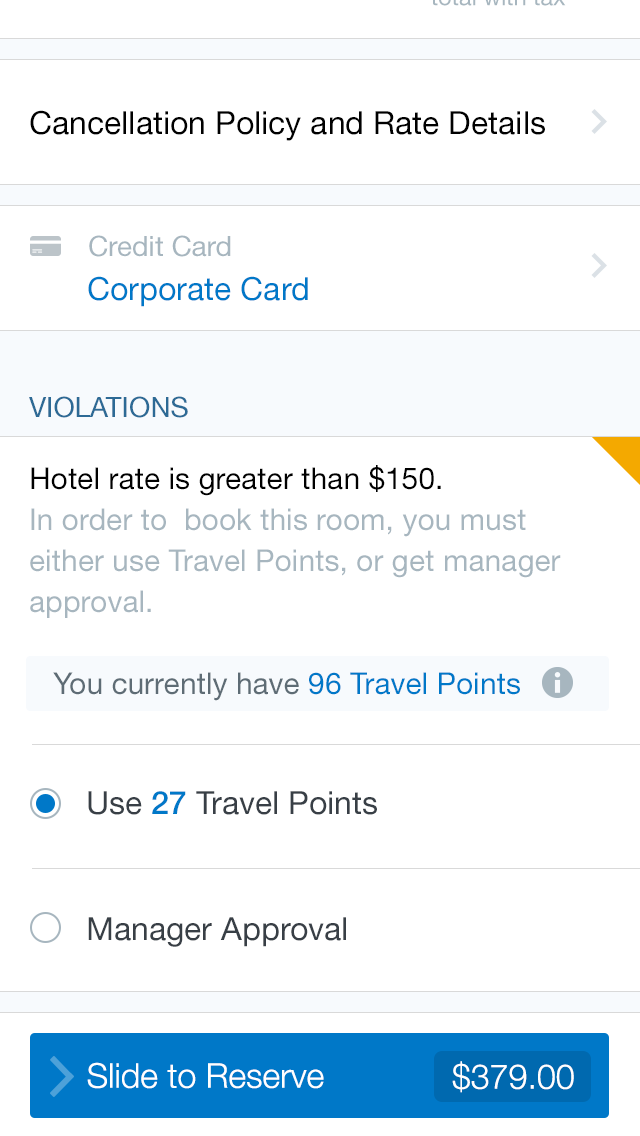 total with tax
Cancellation Policy and Rate Details
Credit Card
Corporate Card
VIOLATIONS
Hotel rate is greater than $150.
In order to  book this room, you must
either use Travel Points, or get manager
approval.
You currently have 96 Travel Points
Use 27 Travel Points
Manager Approval
Slide to Reserve $379.00